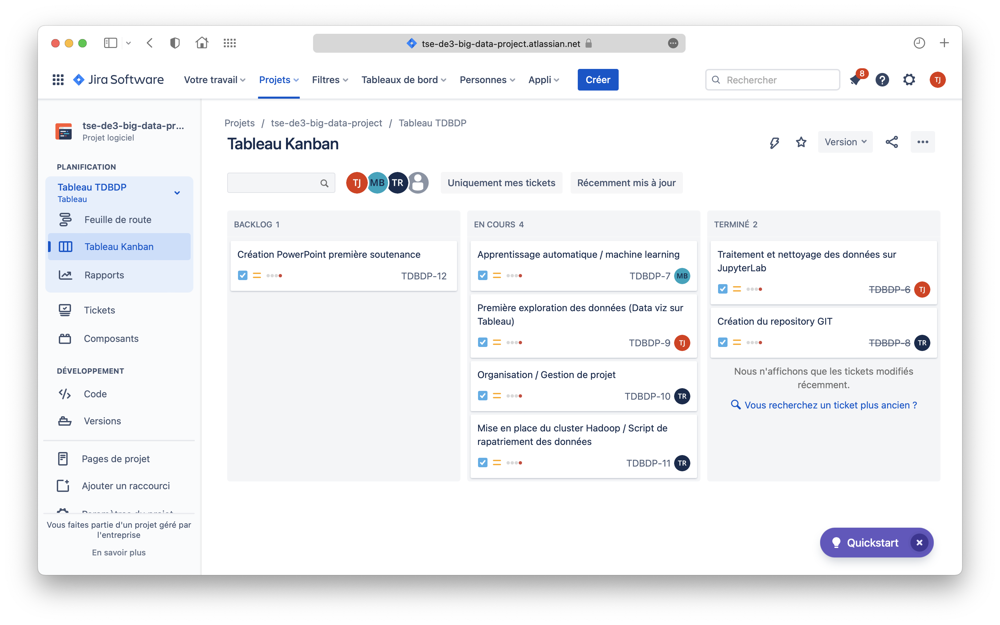 tse-de3-big-data-project.atlassian.net
Jira Software
Votre travail
Projets
Filtres
Tableaux de bord
Personnes
Appli
Créer
Rechercher
8
TJ
tse-de3-big-data-pr...
Projet logiciel
PLANIFICATION
Tableau TDBDP
Tableau
Feuille de route
Tableau Kanban
Rapports
Tickets
Composants
DÉVELOPPEMENT
Code
Versions
Pages de projet
Ajouter un raccourci
Paramètres du projet
Vous faites partie d'un projet géré par
l'entreprise
En savoir plus
Projets / tse-de3-big-data-project / Tableau TDBDP
Tableau Kanban
Version
TJ
MB
TR
Uniquement mes tickets
Récemment mis à jour
BACKLOG 1
Création PowerPoint première soutenance
TDBDP-12
EN COURS 4
Apprentissage automatique / machine learning
TDBDP-7 MB
Première exploration des données (Data viz sur
Tableau)
TDBDP-9 TJ
Organisation / Gestion de projet
TDBDP-10 TR
Mise en place du cluster Hadoop / Script de
rapatriement des données
TDBDP-11 TR
TERMINÉ 2
Traitement et nettoyage des données sur
JupyterLab
TDBDP-6 TJ
Création du repository GIT
TDBDP-8 TR
Nous n'affichons que les tickets modifiés
récemment.
Vous recherchez un ticket plus ancien ?
Quickstart